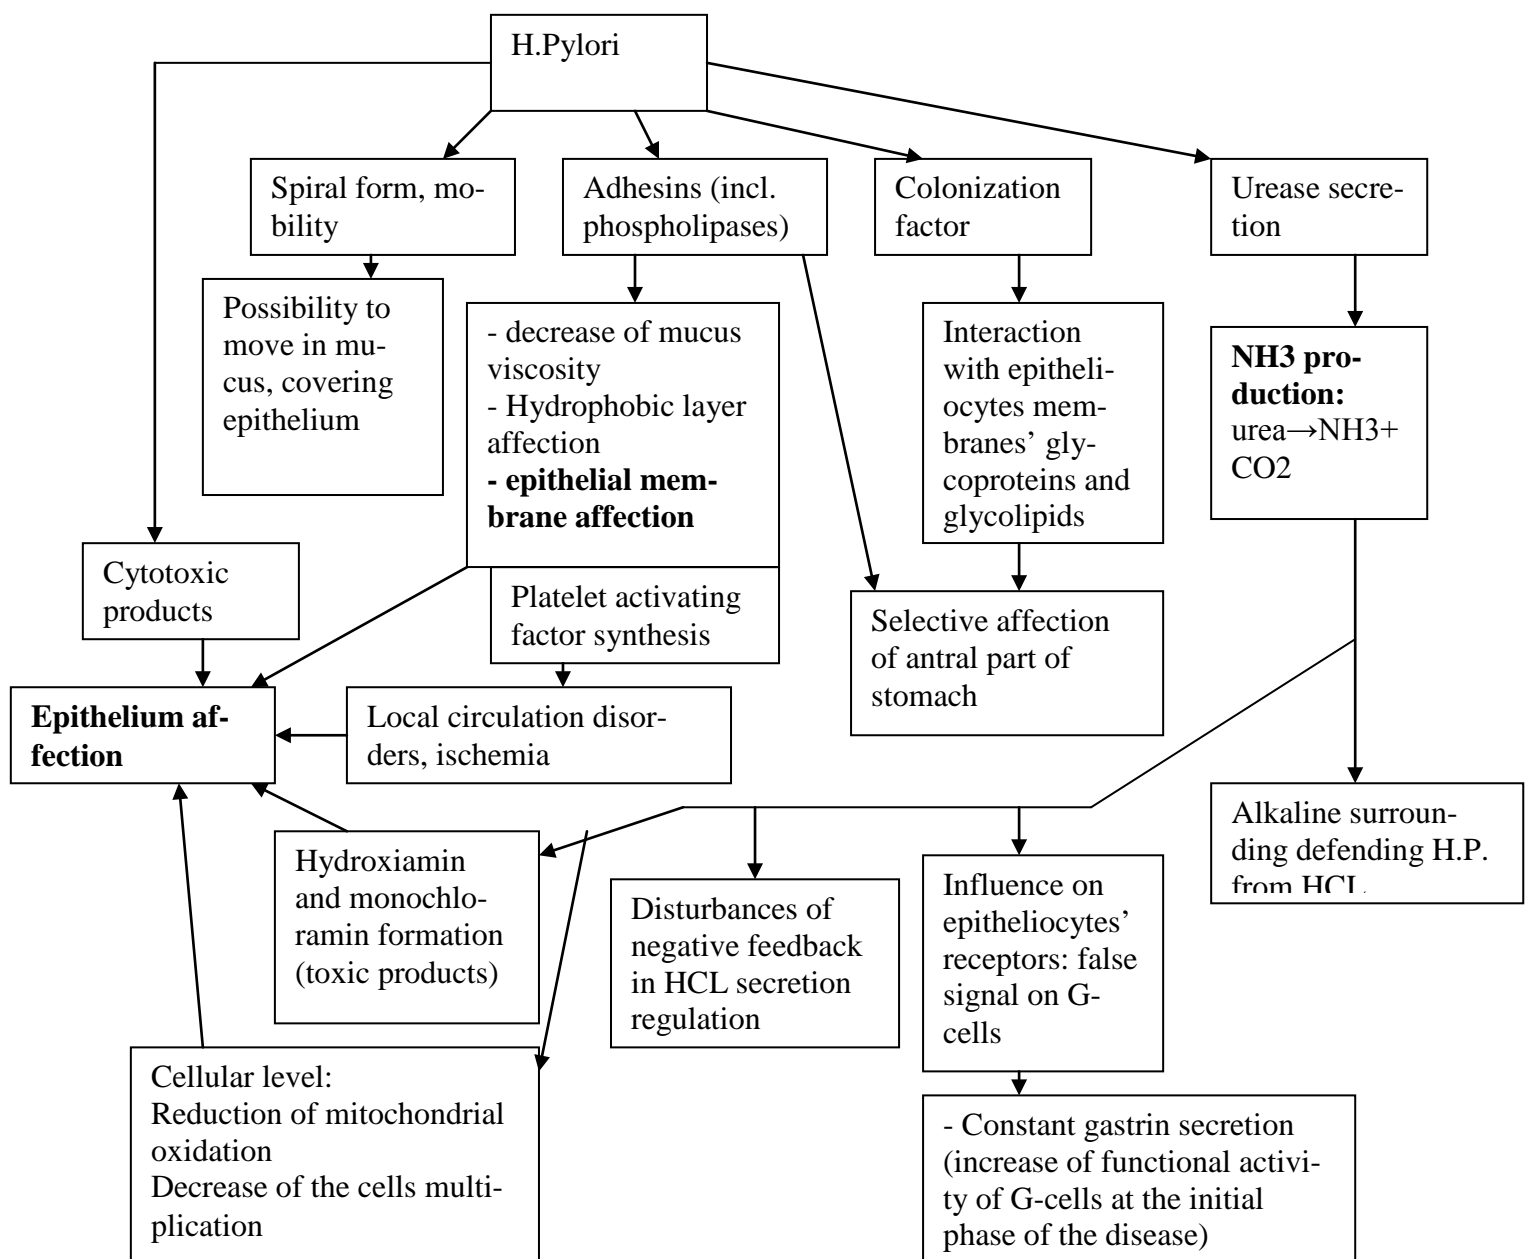 H.Pylori
Spiral form, mo-
bility
Adhesins (incl.
phospholipases)
Colonization
factor
Urease secre-
tion
Possibility to
move in mu-
cus, covering
epithelium
- decrease of mucus
viscosity
- Hydrophobic layer
affection
- epithelial mem-
brane affection
Interaction
with epitheli-
ocytes mem-
branes’ gly-
coproteins and
glycolipids
NH3 pro-
duction:
urea→NH3+
CO2
Cytotoxic
products
Platelet activating
factor synthesis
Selective affection
of antral part of
stomach
Epithelium af-
fection
Local circulation disor-
ders, ischemia
Alkaline surroun-
ding defending H.P.
from HCL
Hydroxiamin
and monochlo-
ramin formation
(toxic products)
Disturbances of
negative feedback
in HCL secretion
regulation
Influence on
epitheliocytes’
receptors: false
signal on G-
cells
Cellular level:
Reduction of mitochondrial
oxidation
Decrease of the cells multi-
plication
- Constant gastrin secretion
(increase of functional activi-
ty of G-cells at the initial
phase of the disease)